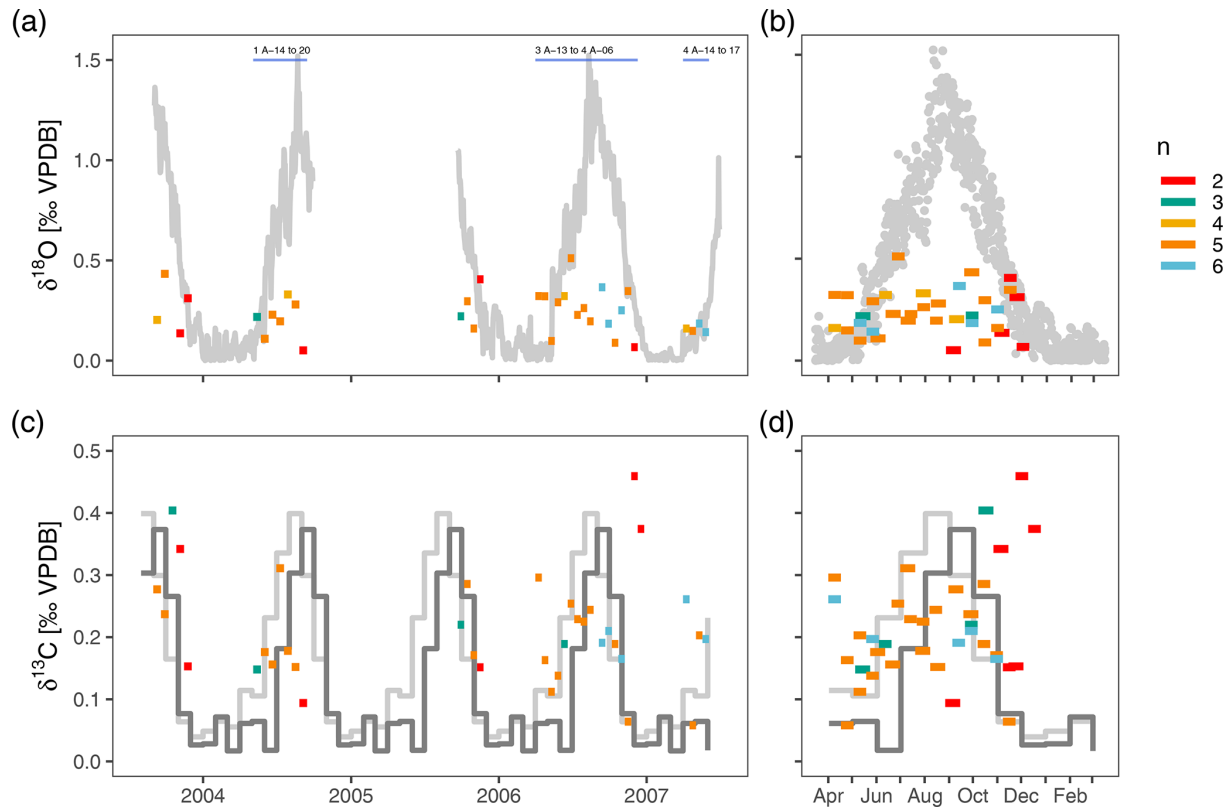 (a)
(b)
1 A−14 to 20
3 A−13 to 4 A−06
4 A−14 to 17
δ18O [‰ VPDB]
1.5
1.0
0.5
0.0
n
2
3
4
5
6
(c)
(d)
δ13C [‰ VPDB]
0.5
0.4
0.3
0.2
0.1
0.0
2004
2005
2006
2007
Apr
Jun
Aug
Oct
Dec
Feb